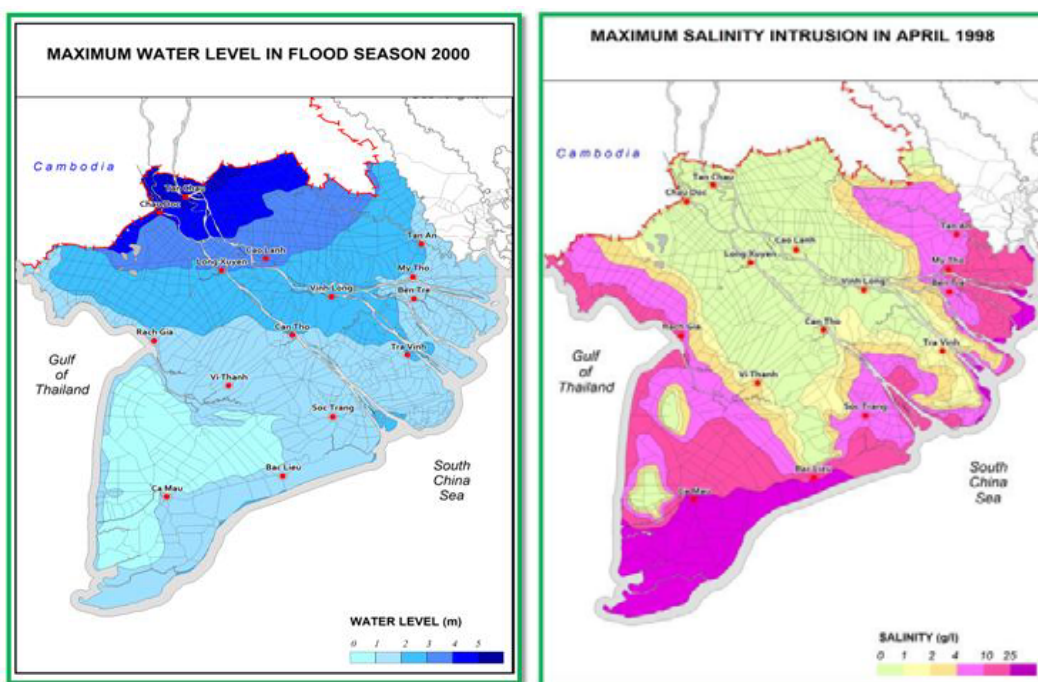 MAXIMUM WATER LEVEL IN FLOOD SEASON 2000
Cambodia
Tan Chau
Chau Doc
Tan An
Cao Lanh
Long Xuyen
My Tho
Vinh Long
Ben Tre
Can Tho
Rach Gia
Tra Vinh
Gulf
of
Thailand
Vi Thanh
Soc Trang
South
China
Sea
Bac Lieu
Ca Mau
WATER LEVEL (m)
0 1 2 3 4 5
MAXIMUM SALINITY INTRUSION IN APRIL 1998
Cambodia
Tan Chau
Chau Doc
Tan An
Cao Lanh
Long Xuyen
My Tho
Vinh Long
Ben Tre
Can Tho
Rach Gia
Tra Vinh
Gulf
of
Thailand
Vi Thanh
Soc Trang
South
China
Sea
Bac Lieu
Ca Mau
SALINITY (g/l)
0 1 2 4 10 25